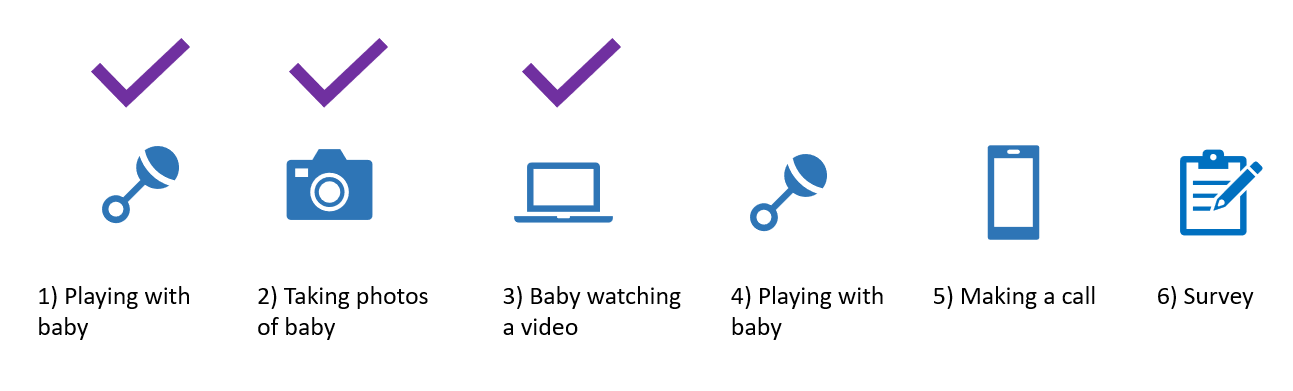 1) Playing with
baby
2) Taking photos
of baby
3) Baby watching
a video
4) Playing with
baby
5) Making a call
6) Survey